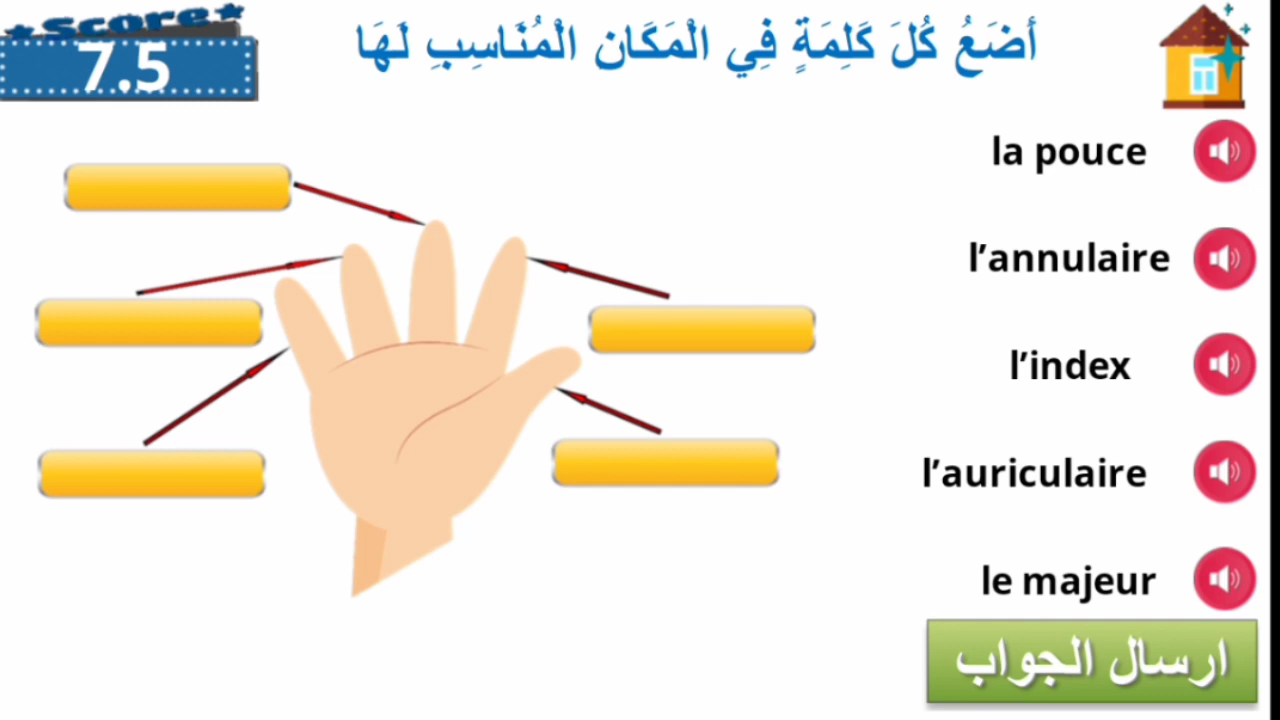 Score
7.5
أَضَعُ كُلَ كَلِمَةٍ فِي الْمَكَان الْمُنَاسِبِ لَهَا
la pouce
l’annulaire
l’index
l’auriculaire
le majeur
ارسال الجواب